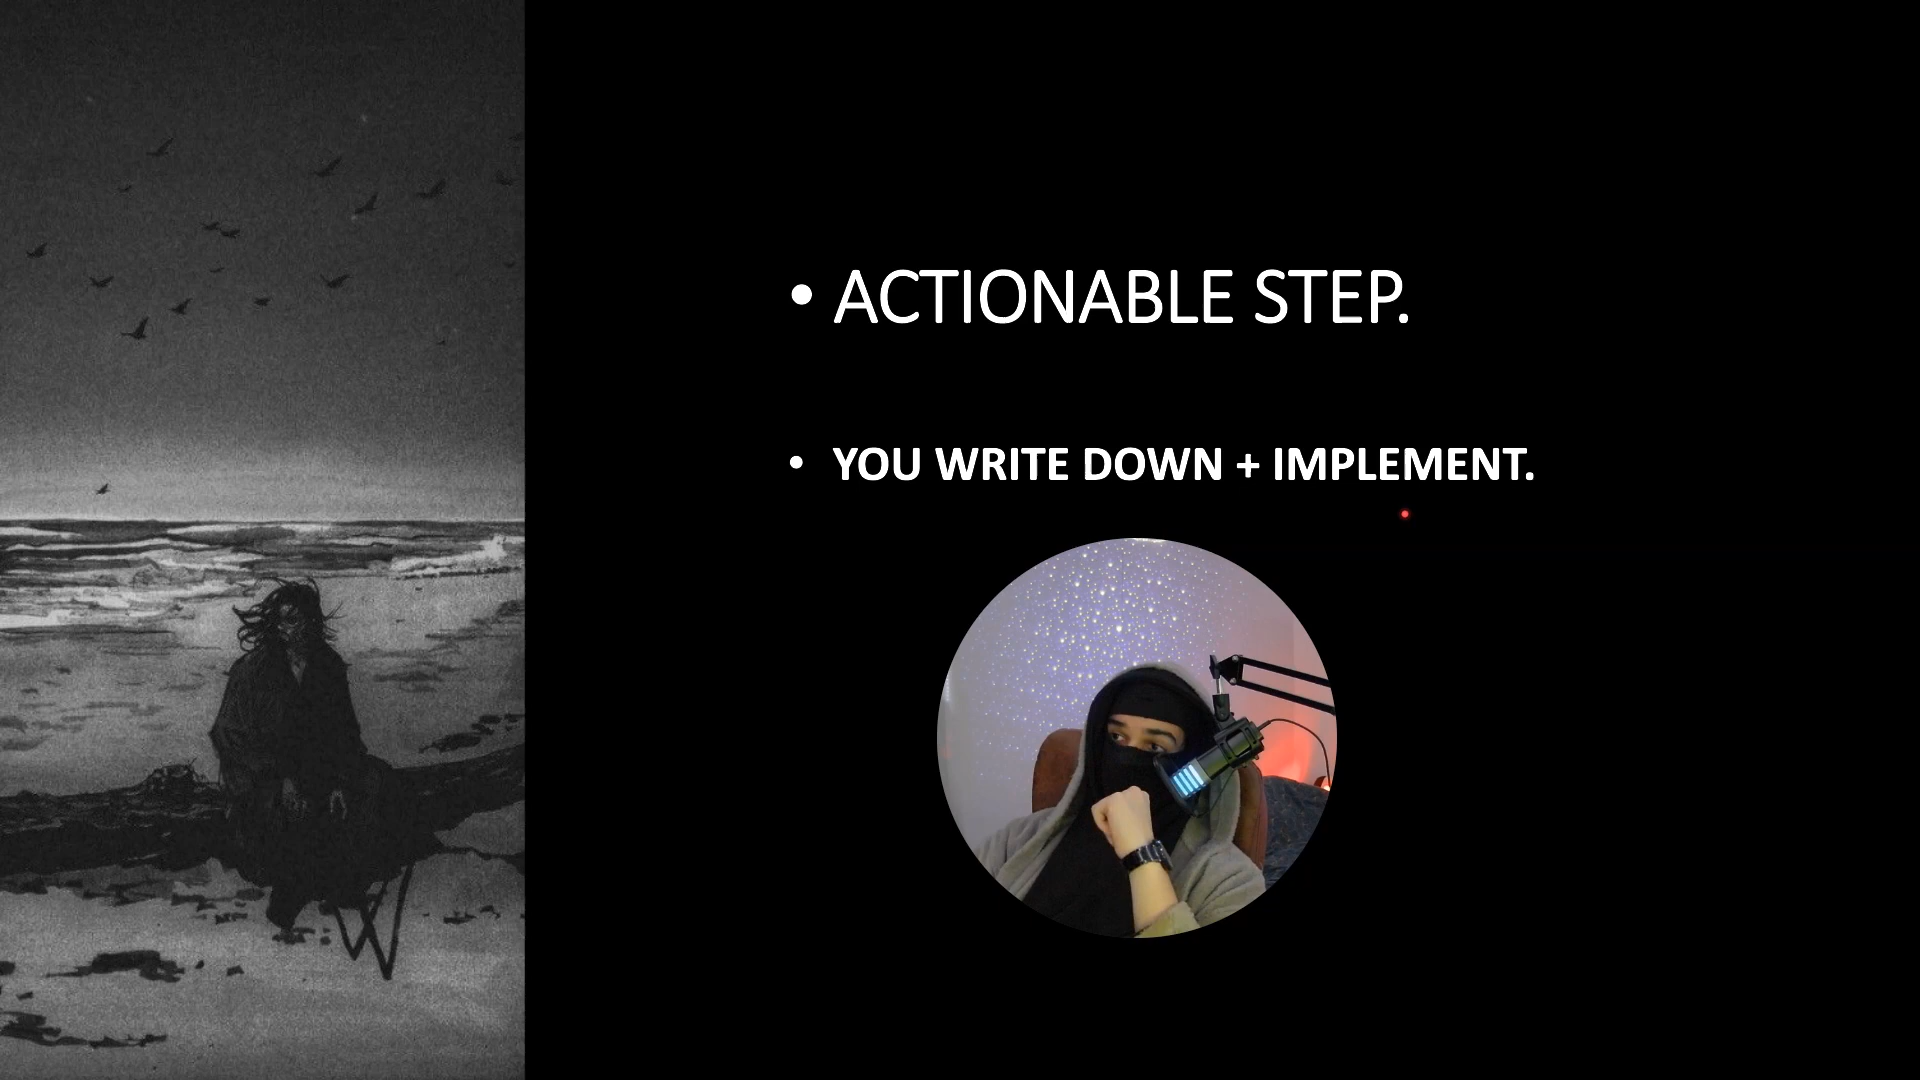 • ACTIONABLE STEP.
• YOU WRITE DOWN + IMPLEMENT.